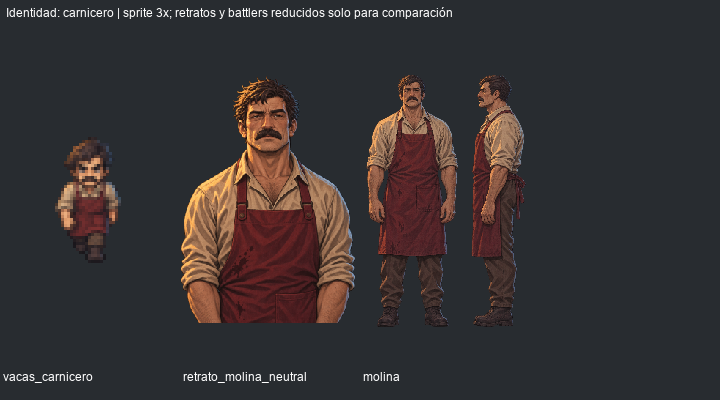 Identidad: carnicero | sprite 3x; retratos y battlers reducidos solo para comparación
vacas_carnicero
retrato_molina_neutral
molina